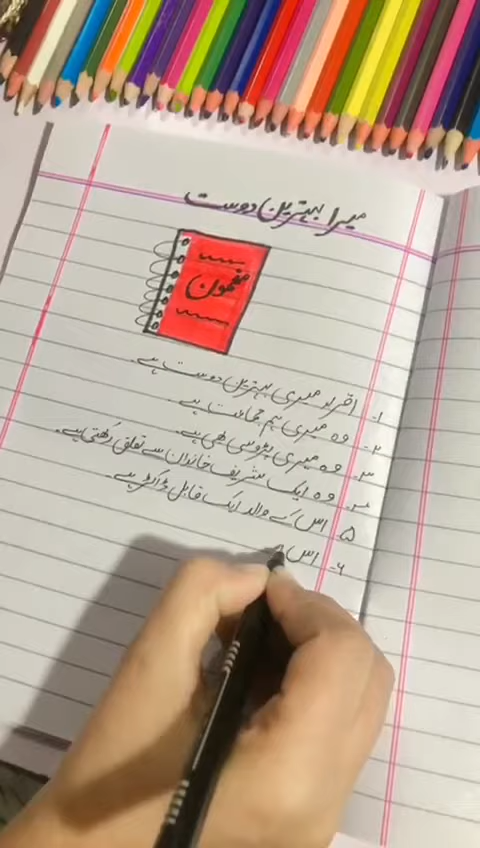 میرا بہترین دوست
مضمون
۱۔ اقراء میری بہترین دوست ہے۔
۲۔ وہ میری ہم جماعت ہے۔
۳۔ وہ میری پڑوسی بھی ہے۔
۴۔ وہ ایک شریف خاندان سے تعلق رکھتی ہے۔
۵۔ اس کے والد ایک قابل ڈاکٹر ہے۔
۶۔ اس